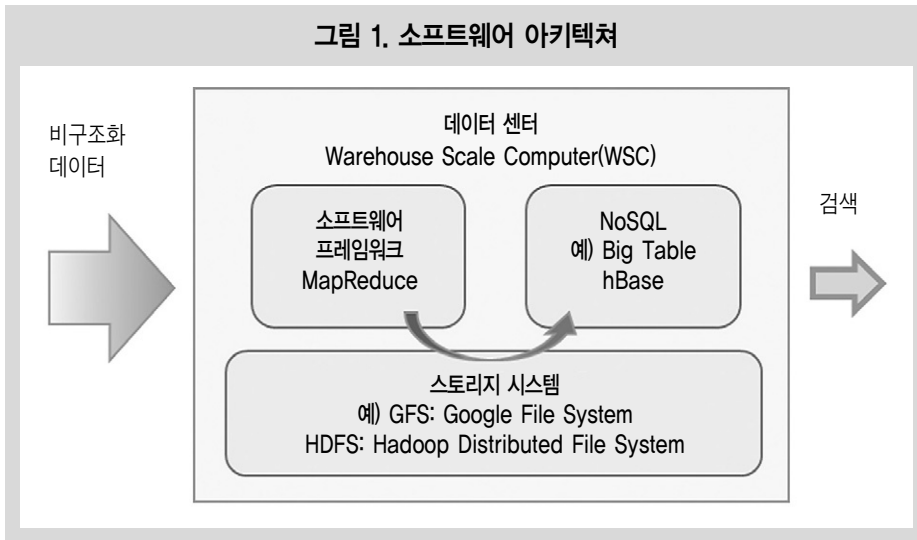 그림 1. 소프트웨어 아키텍쳐
비구조화
데이터
데이터 센터
Warehouse Scale Computer(WSC)
소프트웨어
프레임워크
MapReduce
NoSQL
예) Big Table
hBase
검색
스토리지 시스템
예) GFS: Google File System
HDFS: Hadoop Distributed File System